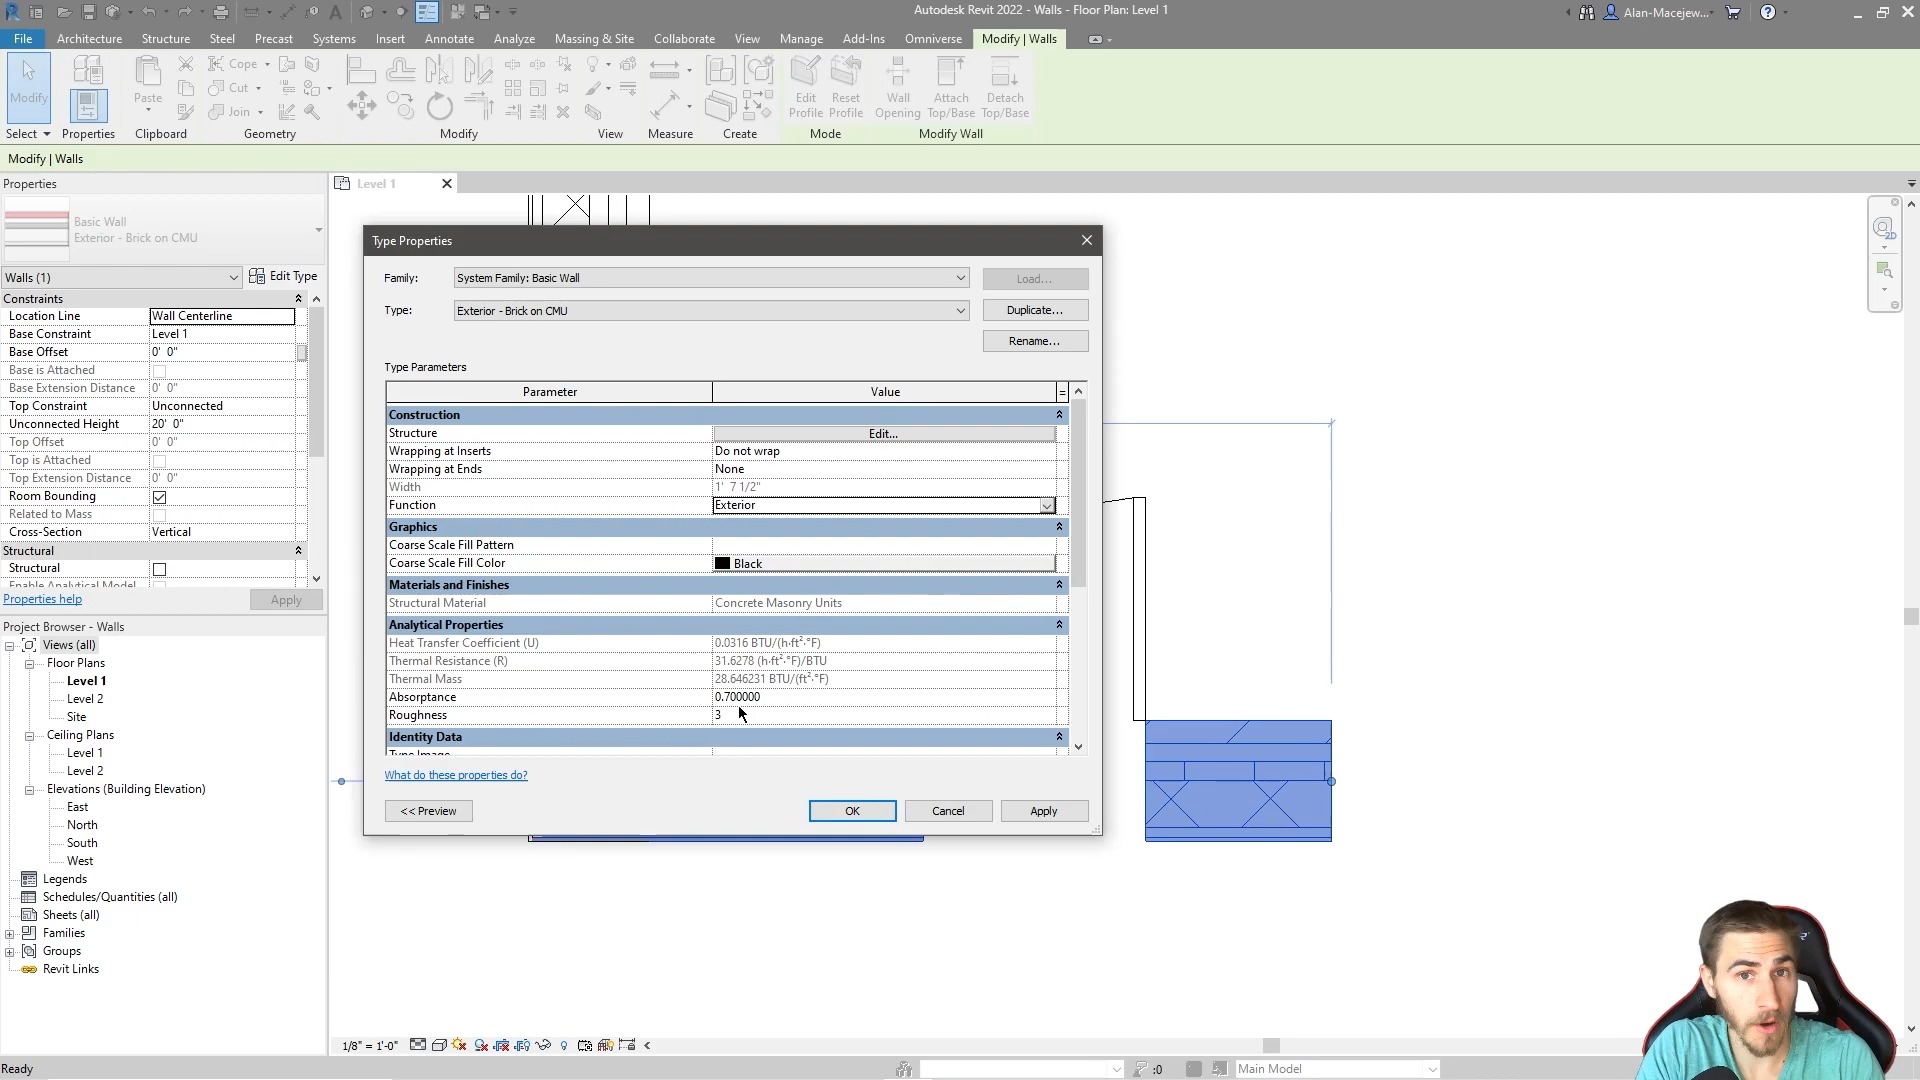 Autodesk Revit 2022 - Walls - Floor Plan: Level 1
Alan-Macejew...
File Architecture Structure Steel Precast Systems Insert Annotate Analyze Massing & Site Collaborate View Manage Add-Ins Omniverse Modify | Walls
Modify
Paste
Cope
Cut
Join
Edit Profile
Reset Profile
Wall Opening
Attach Top/Base
Detach Top/Base
Select Properties Clipboard Geometry Modify View Measure Create Mode Modify Wall
Modify | Walls
Properties
Basic Wall
Exterior - Brick on CMU
Walls (1) Edit Type
Constraints
Location Line Wall Centerline
Base Constraint Level 1
Base Offset 0' 0"
Base is Attached
Base Extension Distance 0' 0"
Top Constraint Unconnected
Unconnected Height 20' 0"
Top Offset 0' 0"
Top is Attached
Top Extension Distance 0' 0"
Room Bounding
Related to Mass
Cross-Section Vertical
Structural
Structural
Enable Analytical Model
Properties help Apply
Project Browser - Walls
Views (all)
Floor Plans
Level 1
Level 2
Site
Ceiling Plans
Level 1
Level 2
Elevations (Building Elevation)
East
North
South
West
Legends
Schedules/Quantities (all)
Sheets (all)
Families
Groups
Revit Links
Level 1
2D
Type Properties
Family: System Family: Basic Wall Load...
Type: Exterior - Brick on CMU Duplicate...
Rename...
Type Parameters
Parameter Value =
Construction
Structure Edit...
Wrapping at Inserts Do not wrap
Wrapping at Ends None
Width 1' 7 1/2"
Function Exterior
Graphics
Coarse Scale Fill Pattern
Coarse Scale Fill Color Black
Materials and Finishes
Structural Material Concrete Masonry Units
Analytical Properties
Heat Transfer Coefficient (U) 0.0316 BTU/(h·ft²·°F)
Thermal Resistance (R) 31.6278 (h·ft²·°F)/BTU
Thermal Mass 28.646231 BTU/(ft²·°F)
Absorptance 0.700000
Roughness 3
Identity Data
Type Image
What do these properties do?
<< Preview OK Cancel Apply
1/8" = 1'-0"
Ready :0 Main Model